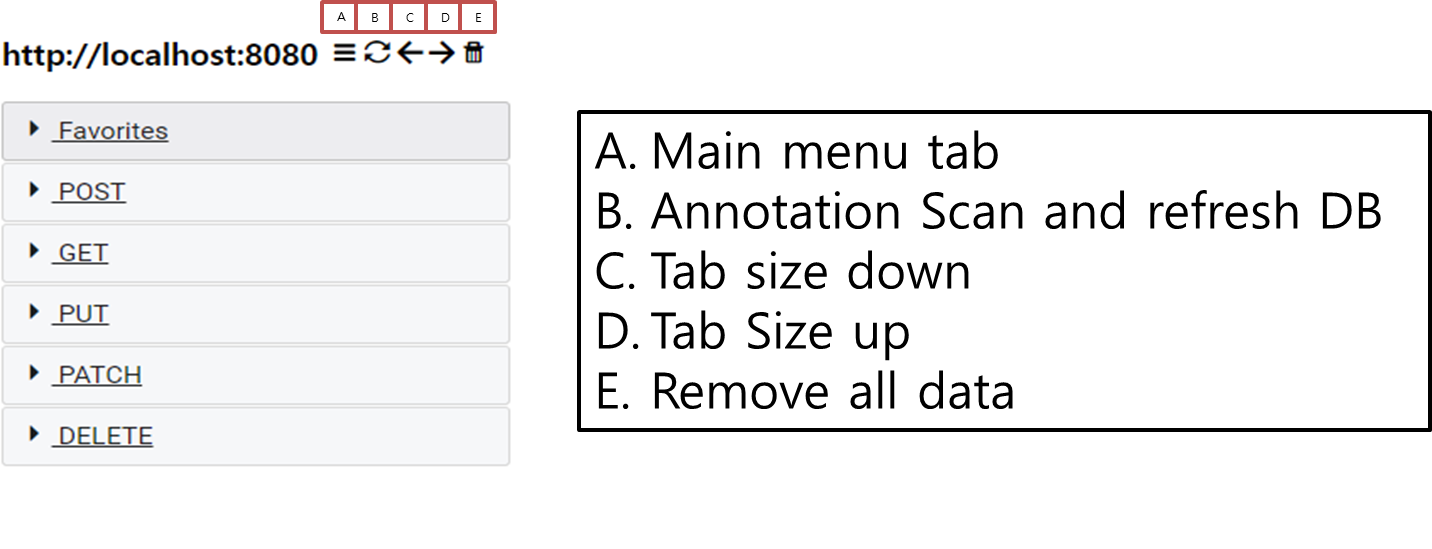 A B C D E
http://localhost:8080
Favorites
POST
GET
PUT
PATCH
DELETE
A. Main menu tab
B. Annotation Scan and refresh DB
C. Tab size down
D. Tab Size up
E. Remove all data